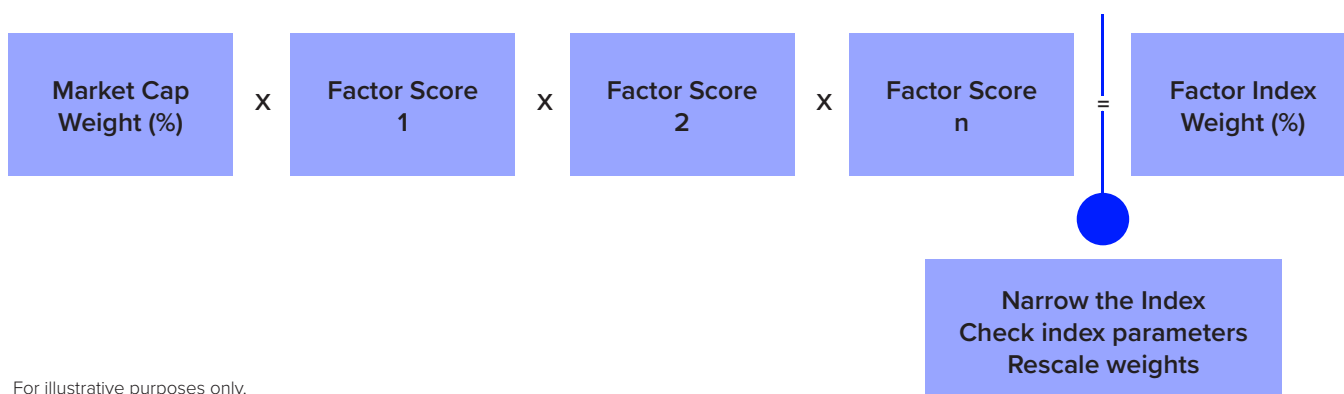 Market Cap
Weight (%)
x
Factor Score
1
x
Factor Score
2
x
Factor Score
n
=
Factor Index
Weight (%)
Narrow the Index
Check index parameters
Rescale weights
For illustrative purposes only.